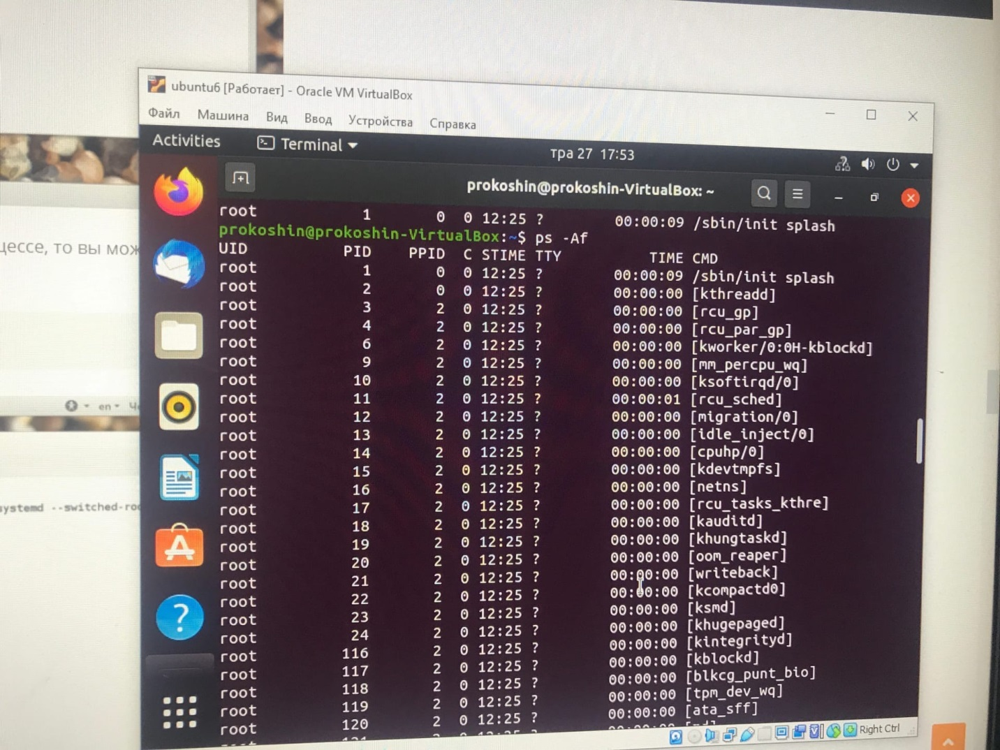 ubuntu6 [Работает] - Oracle VM VirtualBox
Файл Машина Вид Ввод Устройства Справка
Activities Terminal тра 27 17:53
prokoshin@prokoshin-VirtualBox: ~
root 1 0 0 12:25 ? 00:00:09 /sbin/init splash
prokoshin@prokoshin-VirtualBox:~$ ps -Af
UID PID PPID C STIME TTY TIME CMD
root 1 0 0 12:25 ? 00:00:09 /sbin/init splash
root 2 0 0 12:25 ? 00:00:00 [kthreadd]
root 3 2 0 12:25 ? 00:00:00 [rcu_gp]
root 4 2 0 12:25 ? 00:00:00 [rcu_par_gp]
root 6 2 0 12:25 ? 00:00:00 [kworker/0:0H-kblockd]
root 9 2 0 12:25 ? 00:00:00 [mm_percpu_wq]
root 10 2 0 12:25 ? 00:00:00 [ksoftirqd/0]
root 11 2 0 12:25 ? 00:00:01 [rcu_sched]
root 12 2 0 12:25 ? 00:00:00 [migration/0]
root 13 2 0 12:25 ? 00:00:00 [idle_inject/0]
root 14 2 0 12:25 ? 00:00:00 [cpuhp/0]
root 15 2 0 12:25 ? 00:00:00 [kdevtmpfs]
root 16 2 0 12:25 ? 00:00:00 [netns]
root 17 2 0 12:25 ? 00:00:00 [rcu_tasks_kthre]
root 18 2 0 12:25 ? 00:00:00 [kauditd]
root 19 2 0 12:25 ? 00:00:00 [khungtaskd]
root 20 2 0 12:25 ? 00:00:00 [oom_reaper]
root 21 2 0 12:25 ? 00:00:00 [writeback]
root 22 2 0 12:25 ? 00:00:00 [kcompactd0]
root 23 2 0 12:25 ? 00:00:00 [ksmd]
root 24 2 0 12:25 ? 00:00:00 [khugepaged]
root 116 2 0 12:25 ? 00:00:00 [kintegrityd]
root 117 2 0 12:25 ? 00:00:00 [kblockd]
root 118 2 0 12:25 ? 00:00:00 [blkcg_punt_bio]
root 119 2 0 12:25 ? 00:00:00 [tpm_dev_wq]
root 120 2 0 12:25 ? 00:00:00 [ata_sff]
Right Ctrl
цессе, то вы мож
en
ystemd --switched-roo